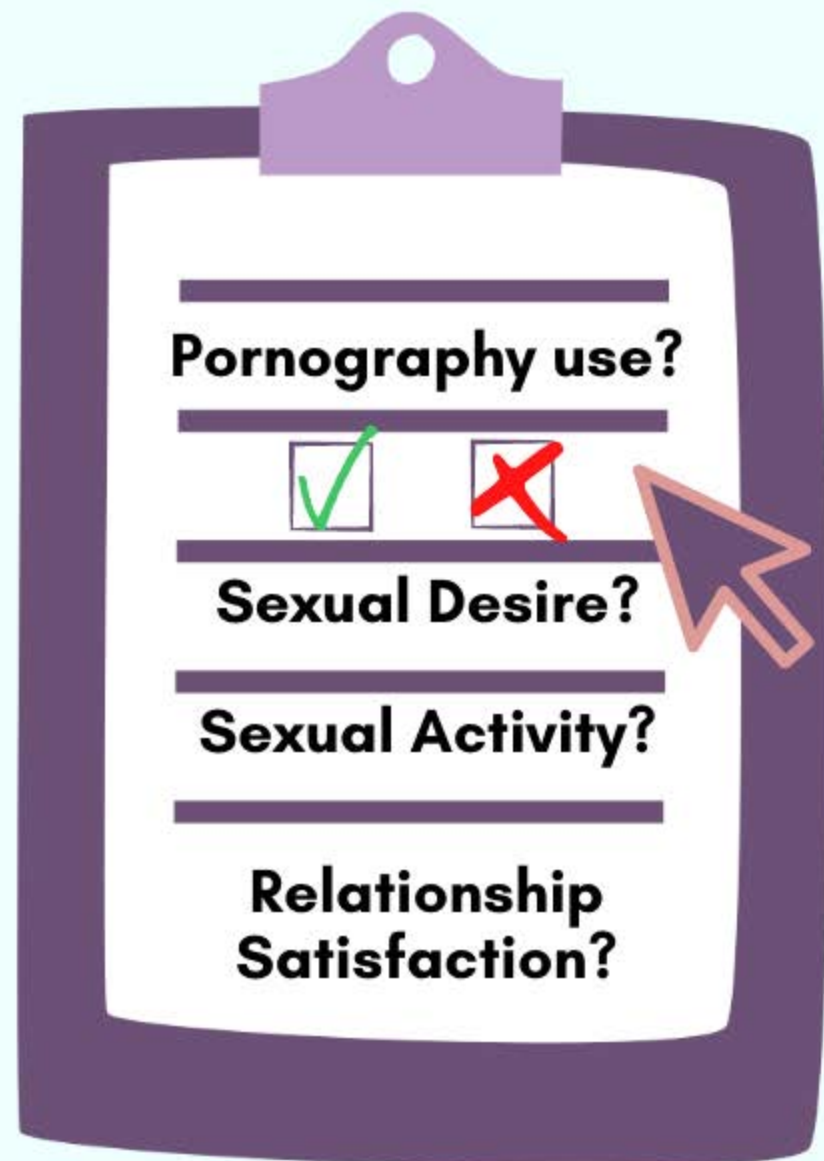 Pornography use?
Sexual Desire?
Sexual Activity?
Relationship
Satisfaction?